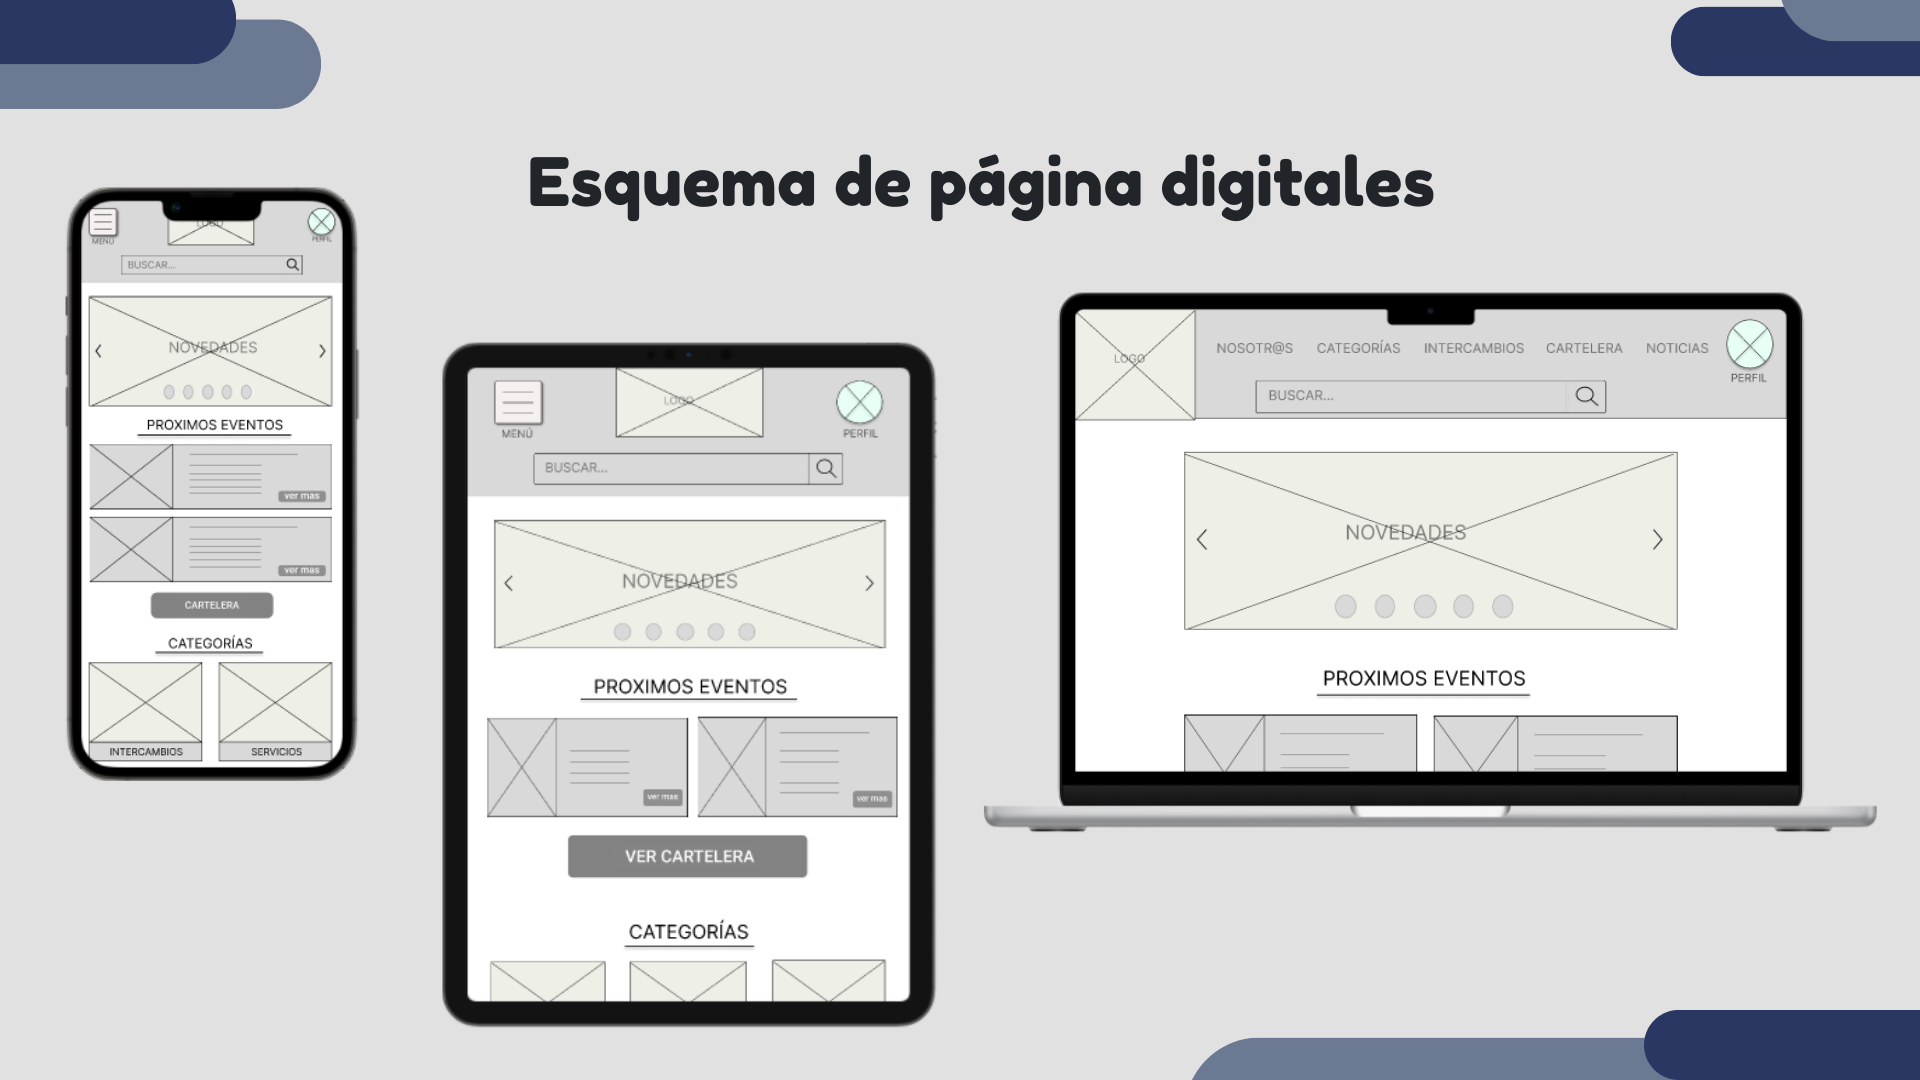 Esquema de página digitales
MENÚ
LOGO
PERFIL
BUSCAR...
NOVEDADES
PROXIMOS EVENTOS
ver mas
ver mas
CARTELERA
CATEGORÍAS
INTERCAMBIOS
SERVICIOS
LOGO
MENÚ
PERFIL
BUSCAR...
NOVEDADES
PROXIMOS EVENTOS
ver mas
ver mas
VER CARTELERA
CATEGORÍAS
LOGO
NOSOTR@S CATEGORÍAS INTERCAMBIOS CARTELERA NOTICIAS
PERFIL
BUSCAR...
NOVEDADES
PROXIMOS EVENTOS